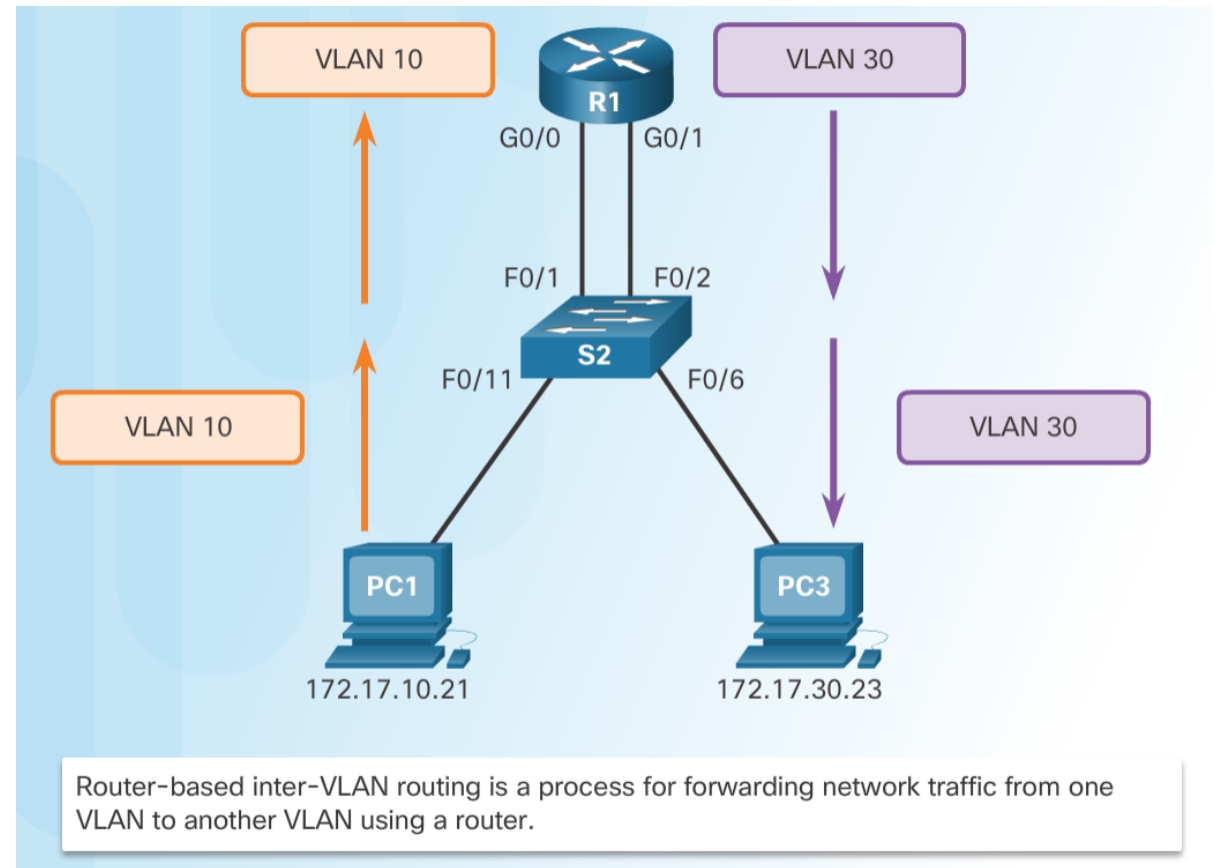 VLAN 10
R1
VLAN 30
G0/0
G0/1
F0/1
F0/2
S2
F0/11
F0/6
VLAN 10
VLAN 30
PC1
PC3
172.17.10.21
172.17.30.23
Router-based inter-VLAN routing is a process for forwarding network traffic from one
VLAN to another VLAN using a router.